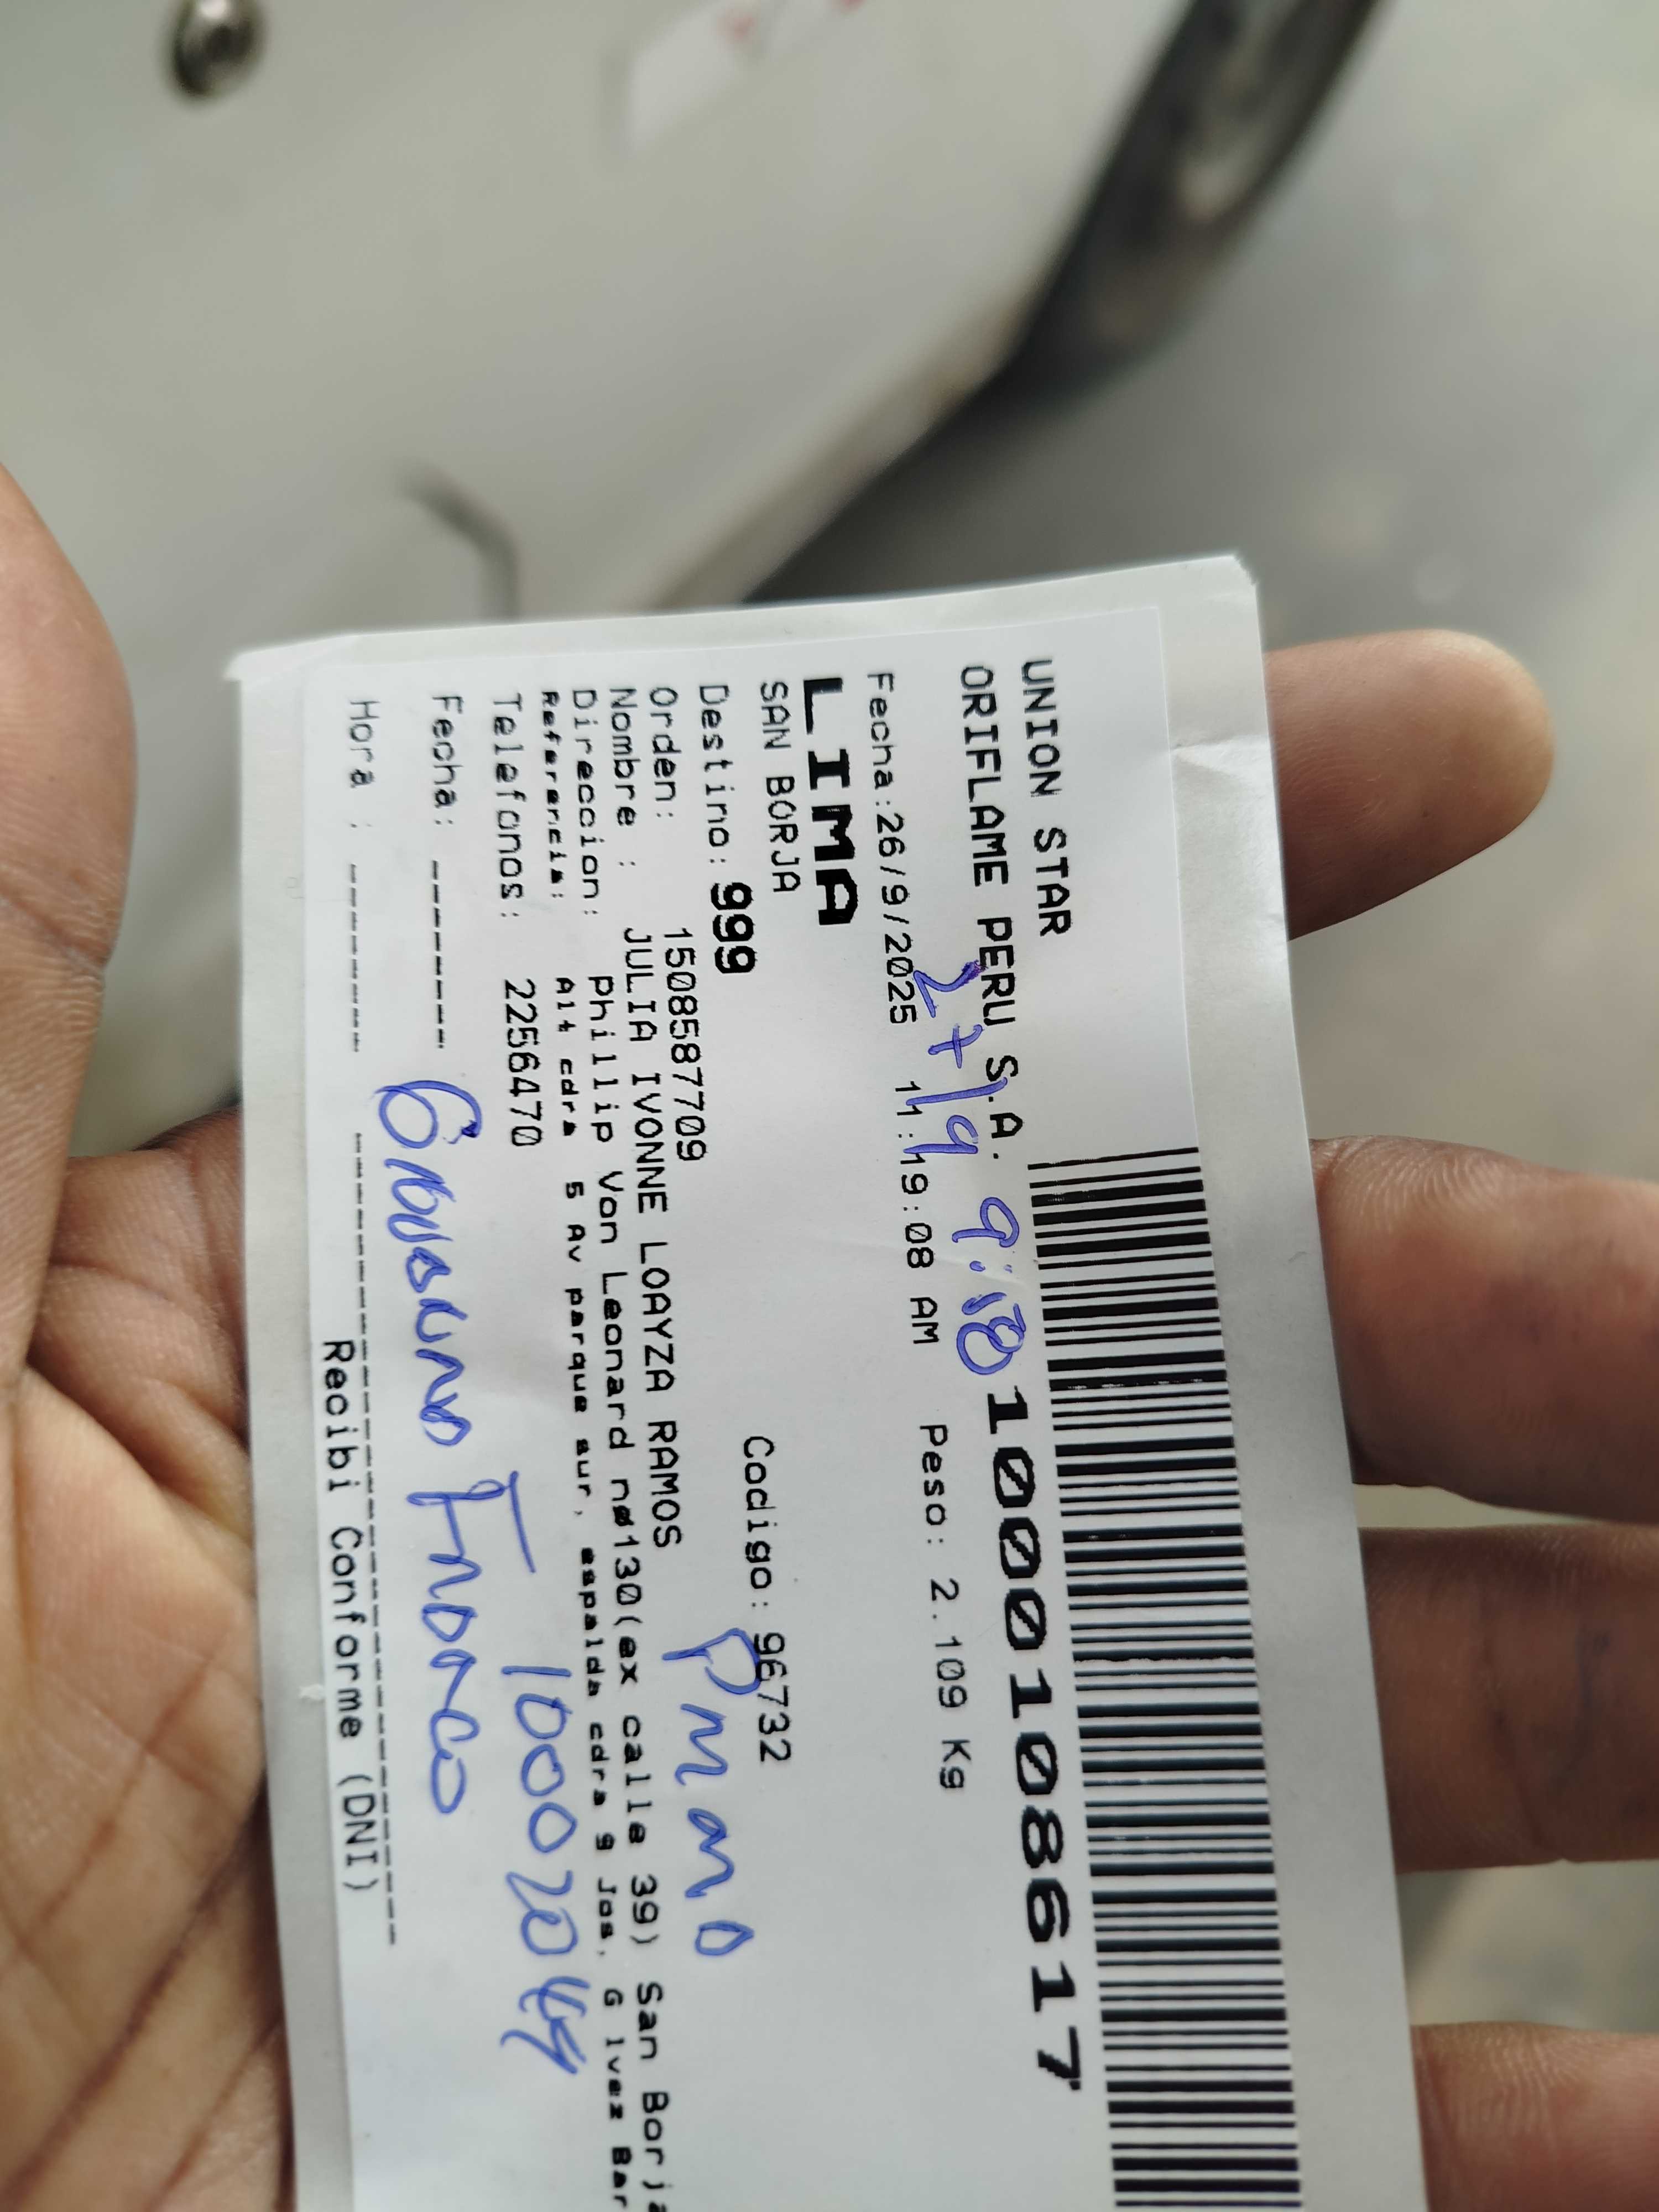 UNION STAR
ORIFLAME PERU S.A.
27/9 9:18
1000108617
Fecha:26/9/2025 11:19:08 AM Peso: 2.109 Kg
LIMA
SAN BORJA
Codigo: 96732
Destino: 999
Orden: 1508587709
Nombre : JULIA IVONNE LOAYZA RAMOS
Direccion: Phillip Von Leonard nø130(ex calle 39) San Borja
Referencia: Alt cdra 5 Av parque sur, espalda cdra 9 Jos, G lvez Bar
Telefonos: 2256470
Fecha:
Hora :
Recibi Conforme (DNI)